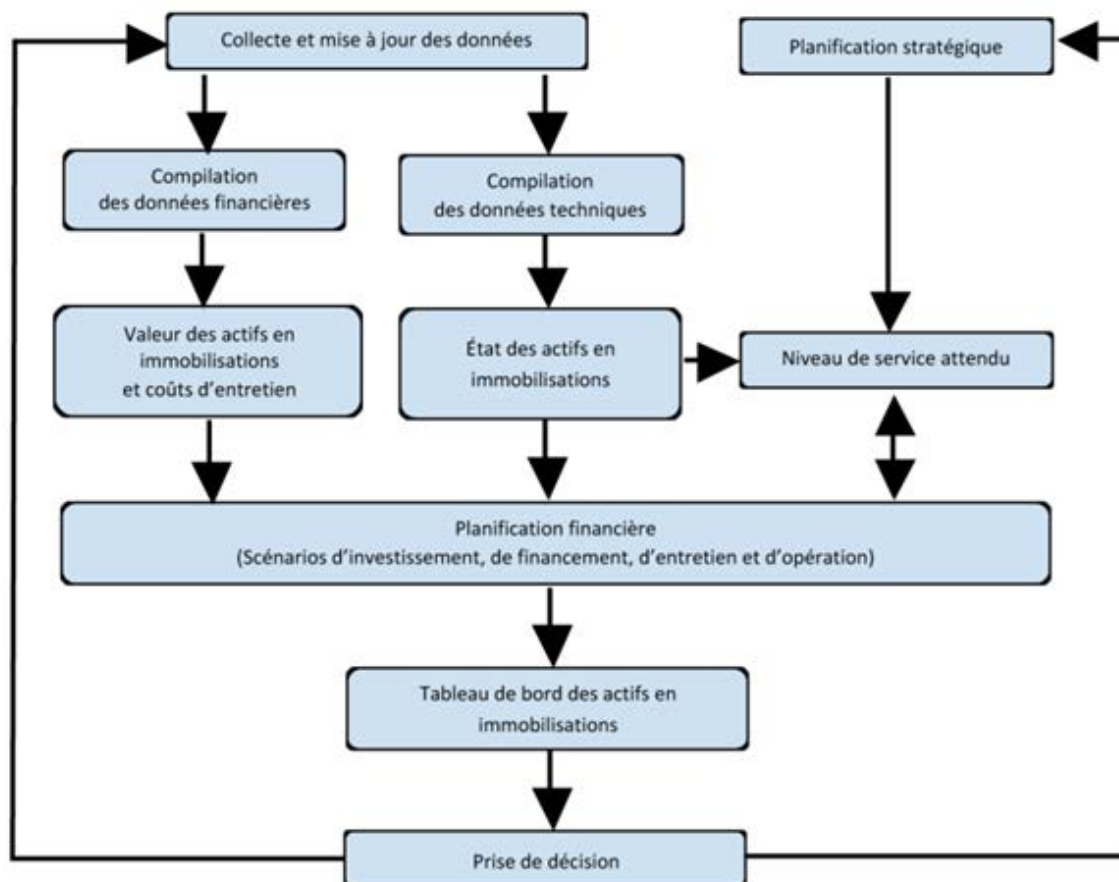 Collecte et mise à jour des données
Planification stratégique
Compilation
des données financières
Compilation
des données techniques
Valeur des actifs en
immobilisations
et coûts d'entretien
État des actifs en
immobilisations
Niveau de service attendu
Planification financière
(Scénarios d'investissement, de financement, d'entretien et d'opération)
Tableau de bord des actifs en
immobilisations
Prise de décision